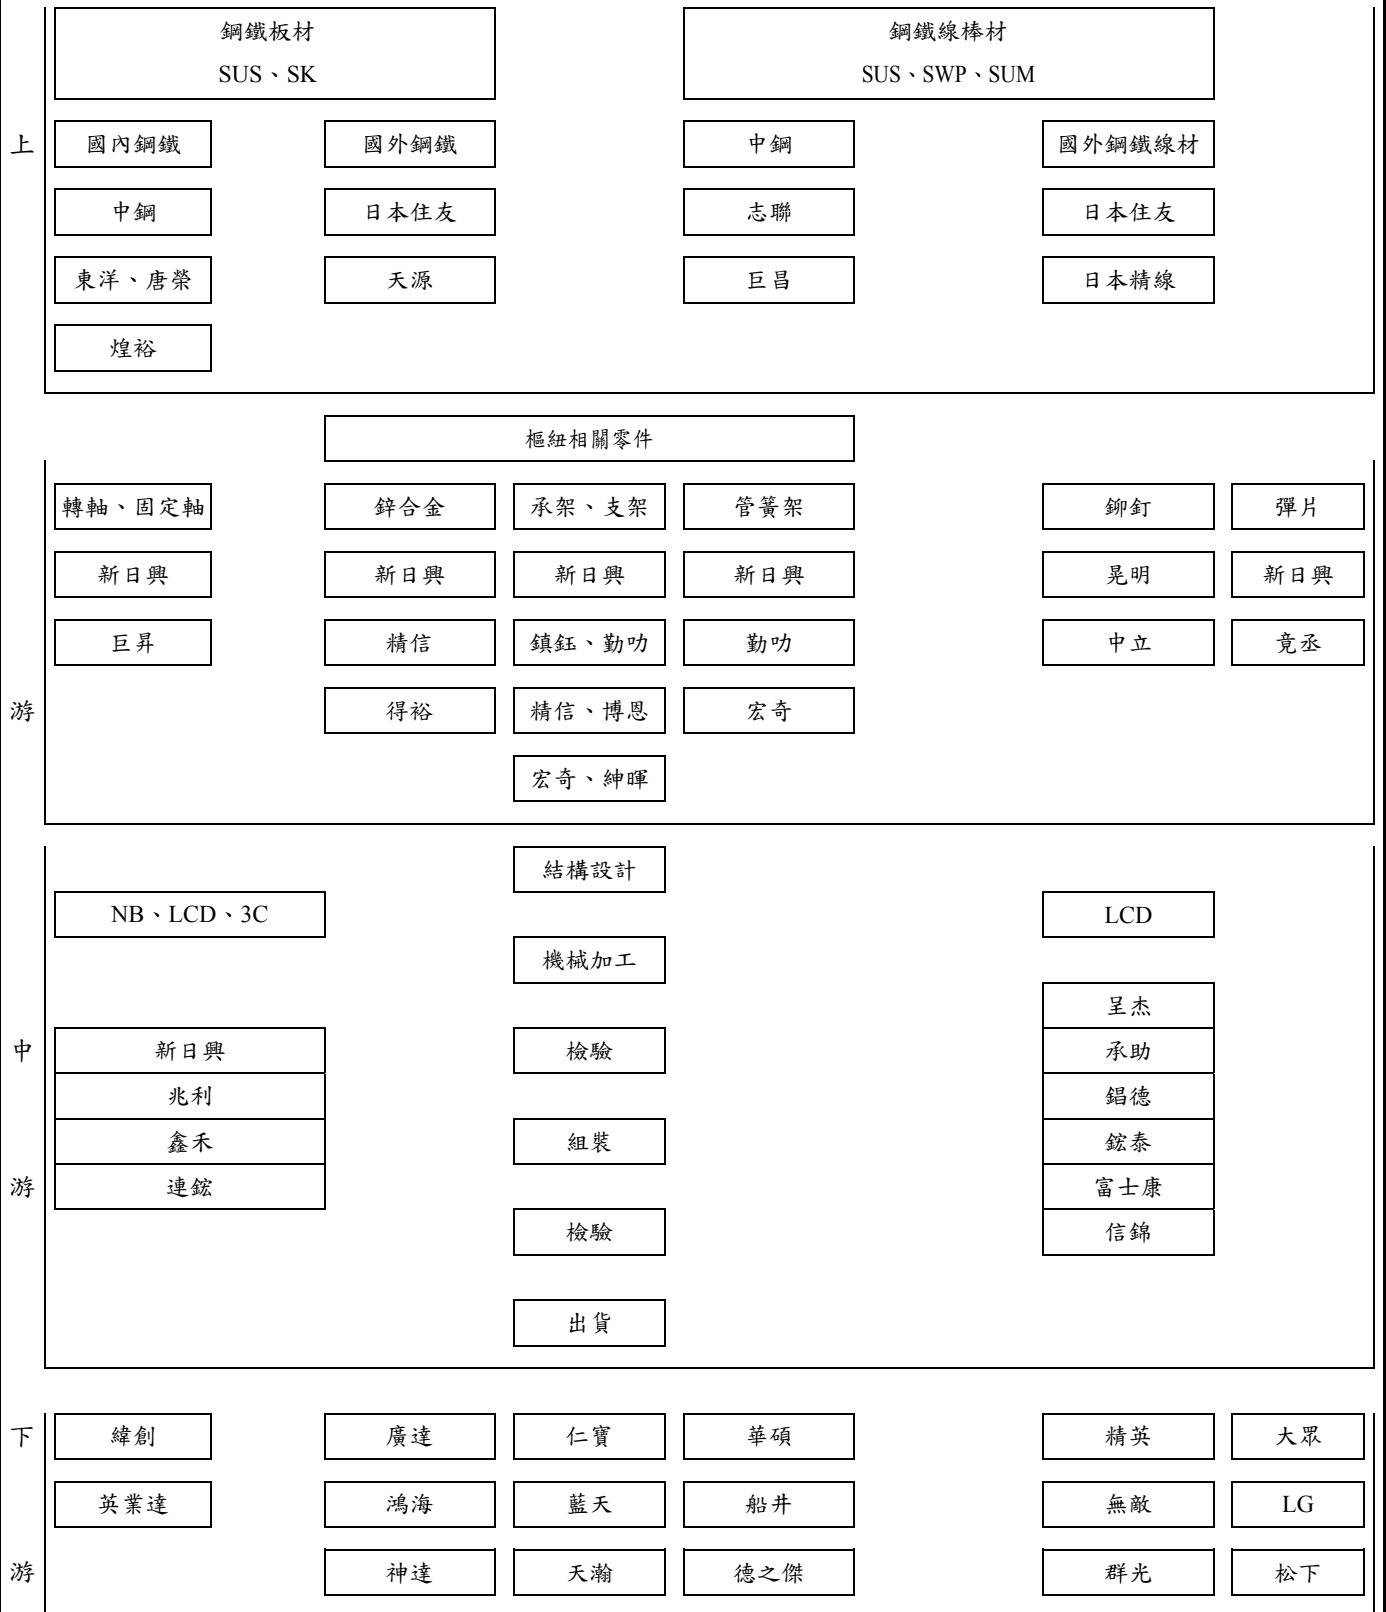 鋼鐵板材
SUS、SK
鋼鐵線棒材
SUS、SWP、SUM
上
國內鋼鐵
國外鋼鐵
中鋼
國外鋼鐵線材
中鋼
日本住友
志聯
日本住友
東洋、唐榮
天源
巨昌
日本精線
煌裕
樞紐相關零件
轉軸、固定軸
鋅合金
承架、支架
管簧架
鉚釘
彈片
新日興
新日興
新日興
新日興
晃明
新日興
巨昇
精信
鎮鈺、勤叻
勤叻
中立
竟丞
游
得裕
精信、博恩
宏奇
宏奇、紳暉
結構設計
NB、LCD、3C
LCD
機械加工
呈杰
中
新日興
檢驗
承助
兆利
錩德
鑫禾
組裝
鋐泰
游
連鋐
富士康
檢驗
信錦
出貨
下
緯創
廣達
仁寶
華碩
精英
大眾
英業達
鴻海
藍天
船井
無敵
LG
游
神達
天瀚
德之傑
群光
松下